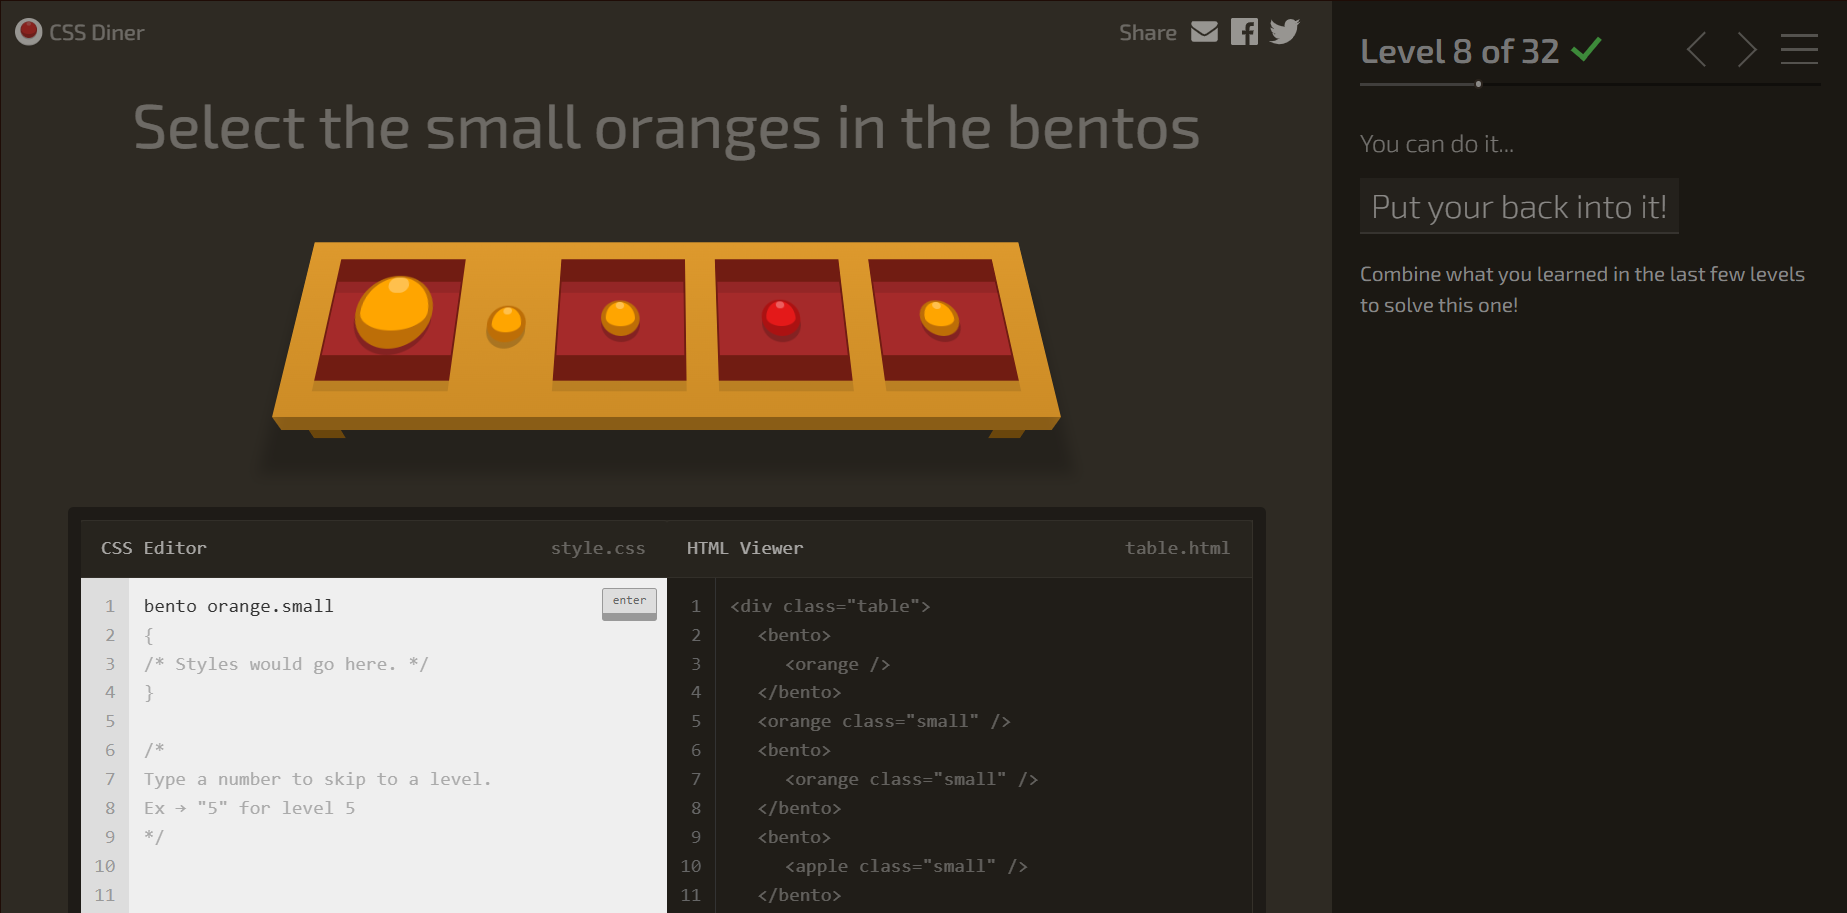 CSS Diner
Share
Select the small oranges in the bentos
Level 8 of 32
You can do it...
Put your back into it!
Combine what you learned in the last few levels
to solve this one!
CSS Editor style.css
1 bento orange.small enter
2 {
3 /* Styles would go here. */
4 }
5
6 /*
7 Type a number to skip to a level.
8 Ex → "5" for level 5
9 */
10
11
HTML Viewer table.html
1 <div class="table">
2 <bento>
3 <orange />
4 </bento>
5 <orange class="small" />
6 <bento>
7 <orange class="small" />
8 </bento>
9 <bento>
10 <apple class="small" />
11 </bento>